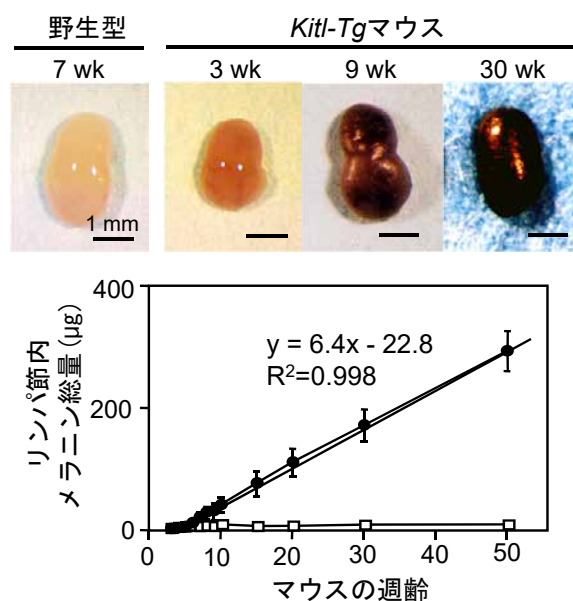 野生型
Kitl-Tgマウス
7 wk
3 wk
9 wk
30 wk
1 mm
400
200
0
y = 6.4x - 22.8
R²=0.998
リンパ節内
メラニン総量(μg)
0 10 20 30 40 50
マウスの週齢